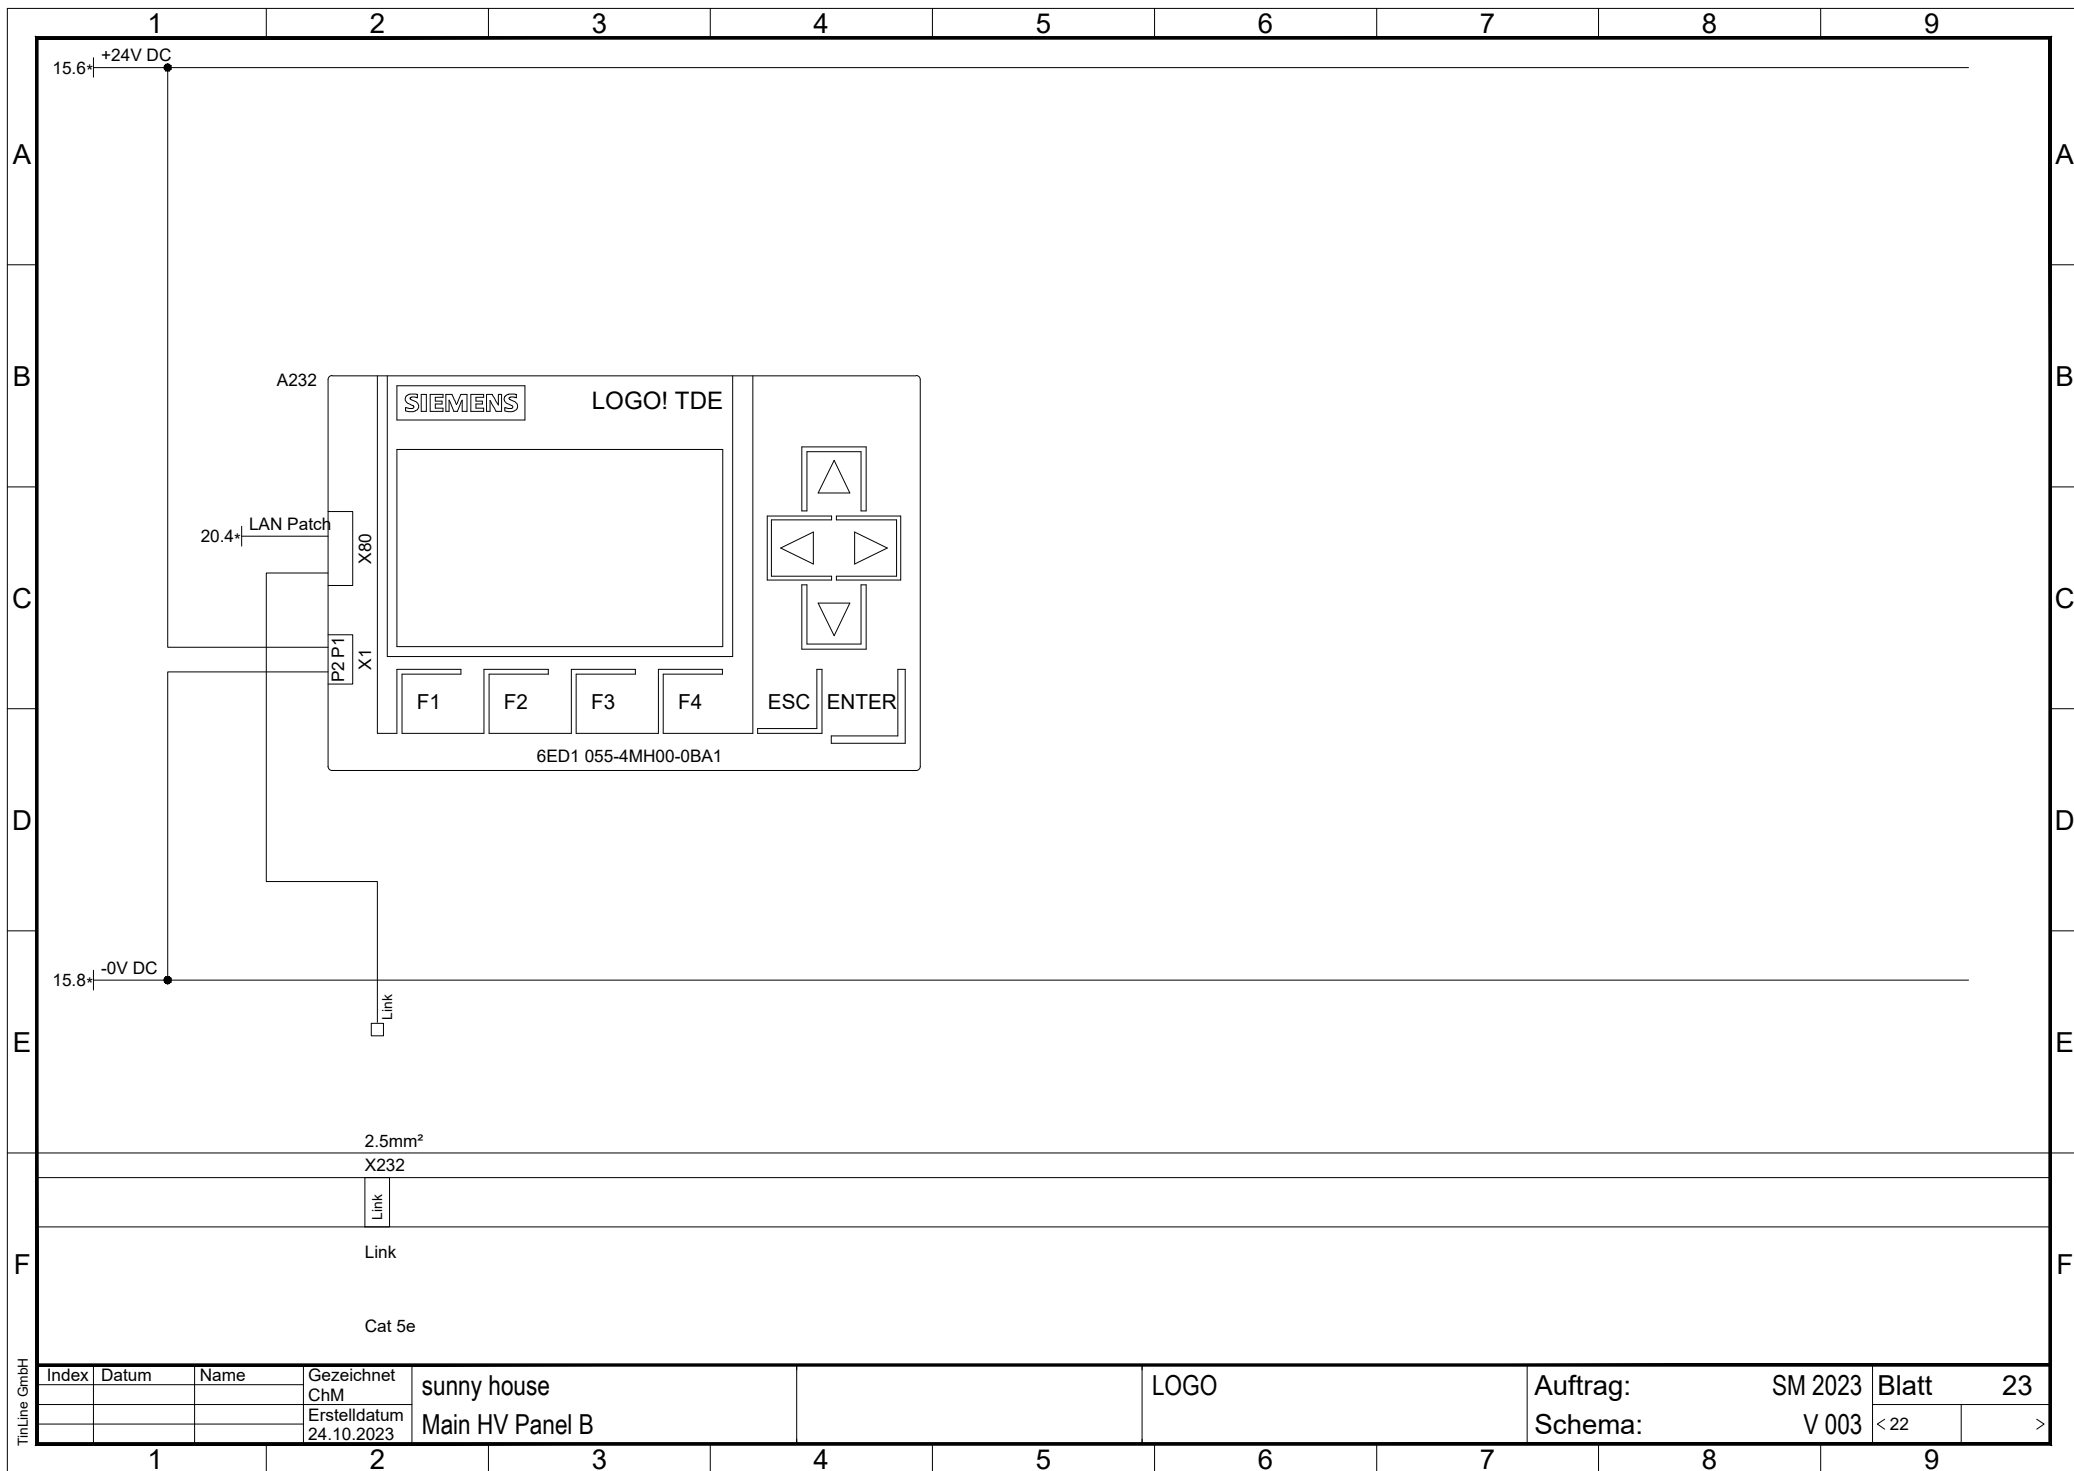 1 2 3 4 5 6 7 8 9
+24V DC
15.6*
A A
B B
A232
SIEMENS LOGO! TDE
LAN Patch
20.4*
X80
C C
P2 P1
X1
F1 F2 F3 F4 ESC ENTER
6ED1 055-4MH00-0BA1
D D
-0V DC
15.8*
Link
E E
2.5mm²
X232
Link
Link
F F
Cat 5e
TinLine GmbH
Index Datum Name Gezeichnet
ChM
Erstelldatum
24.10.2023
sunny house
Main HV Panel B
LOGO
Auftrag: SM 2023
Schema: V 003
Blatt 23
< 22 >
1 2 3 4 5 6 7 8 9